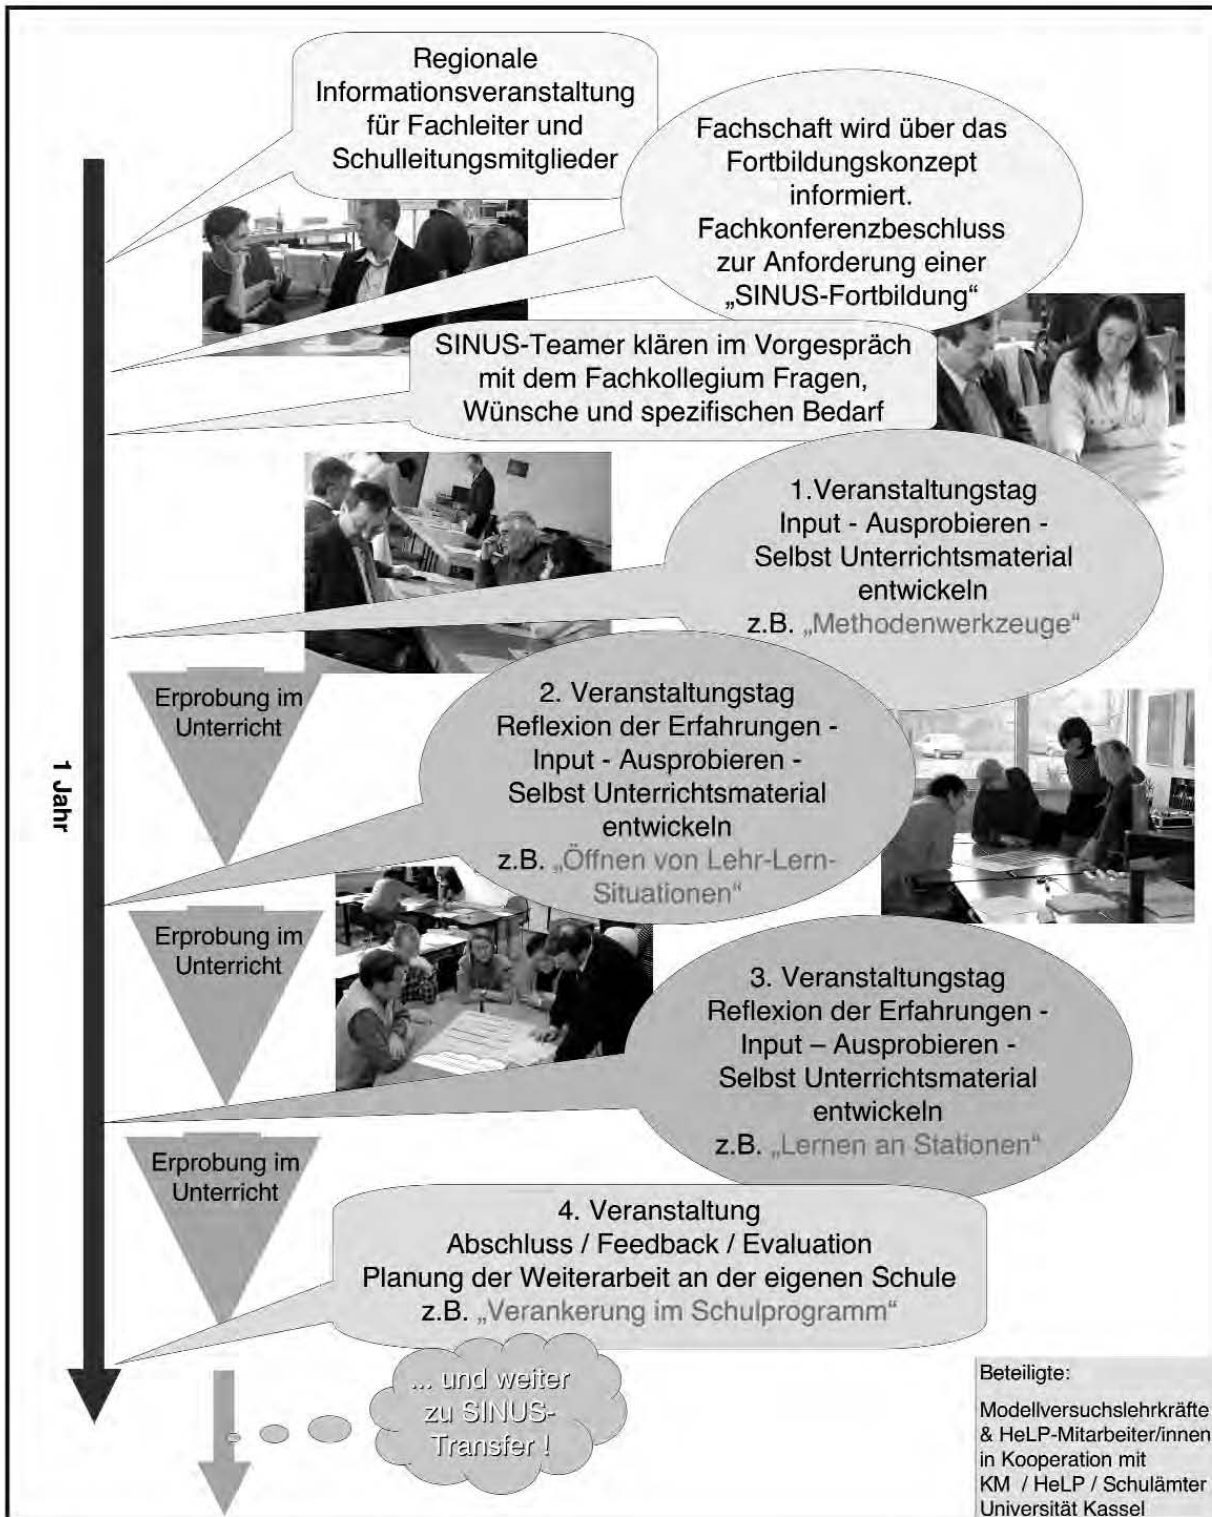 Regionale
Informationsveranstaltung
für Fachleiter und
Schulleitungsmitglieder
Fachschaft wird über das
Fortbildungskonzept
informiert.
Fachkonferenzbeschluss
zur Anforderung einer
„SINUS-Fortbildung“
SINUS-Teamer klären im Vorgespräch
mit dem Fachkollegium Fragen,
Wünsche und spezifischen Bedarf
1.Veranstaltungstag
Input - Ausprobieren -
Selbst Unterrichtsmaterial
entwickeln
z.B. „Methodenwerkzeuge“
Erprobung im
Unterricht
2. Veranstaltungstag
Reflexion der Erfahrungen -
Input - Ausprobieren -
Selbst Unterrichtsmaterial
entwickeln
z.B. „Öffnen von Lehr-Lern-
Situationen“
1 Jahr
Erprobung im
Unterricht
3. Veranstaltungstag
Reflexion der Erfahrungen -
Input – Ausprobieren -
Selbst Unterrichtsmaterial
entwickeln
z.B. „Lernen an Stationen“
Erprobung im
Unterricht
4. Veranstaltung
Abschluss / Feedback / Evaluation
Planung der Weiterarbeit an der eigenen Schule
z.B. „Verankerung im Schulprogramm“
... und weiter
zu SINUS-
Transfer !
Beteiligte:
Modellversuchslehrkräfte
& HeLP-Mitarbeiter/innen
in Kooperation mit
KM / HeLP / Schulämter
Universität Kassel